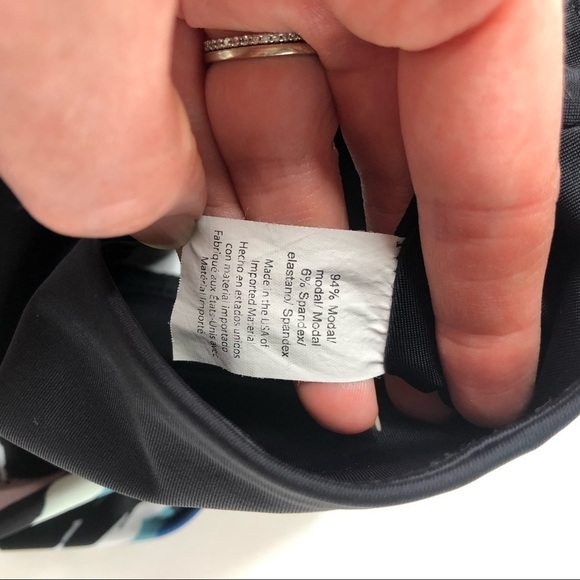 94% Modal/
modal/ Modal
6% Spandex/
elastano/ Spandex
Made in the USA of
Imported Material
Hecho en estados unidos
con material importado
Fabriqué aux États-Unis avec
Matérial Importé